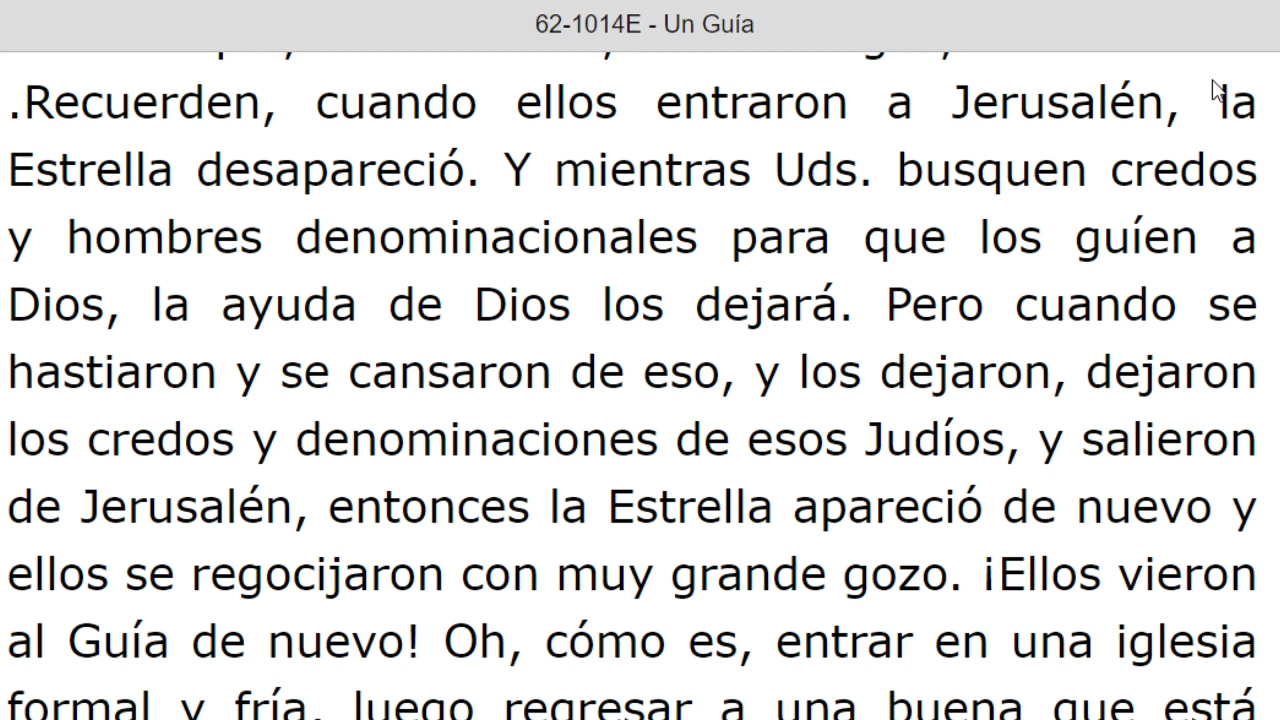 62-1014E - Un Guía
.Recuerden, cuando ellos entraron a Jerusalén, la
Estrella desapareció. Y mientras Uds. busquen credos
y hombres denominacionales para que los guíen a
Dios, la ayuda de Dios los dejará. Pero cuando se
hastiaron y se cansaron de eso, y los dejaron, dejaron
los credos y denominaciones de esos Judíos, y salieron
de Jerusalén, entonces la Estrella apareció de nuevo y
ellos se regocijaron con muy grande gozo. ¡Ellos vieron
al Guía de nuevo! Oh, cómo es, entrar en una iglesia
formal y fría, luego regresar a una buena que está